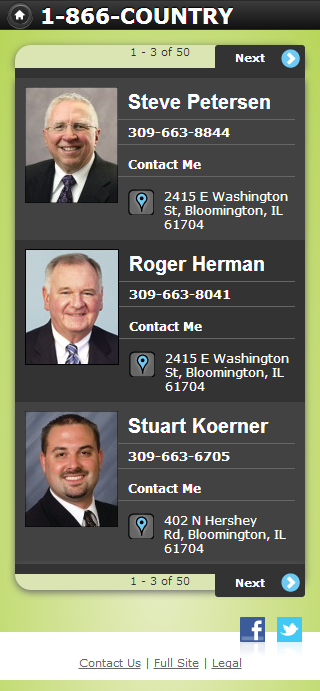 1-866-COUNTRY
1 - 3 of 50
Next
Steve Petersen
309-663-8844
Contact Me
2415 E Washington
St, Bloomington, IL
61704
Roger Herman
309-663-8041
Contact Me
2415 E Washington
St, Bloomington, IL
61704
Stuart Koerner
309-663-6705
Contact Me
402 N Hershey
Rd, Bloomington, IL
61704
1 - 3 of 50
Next
Contact Us | Full Site | Legal